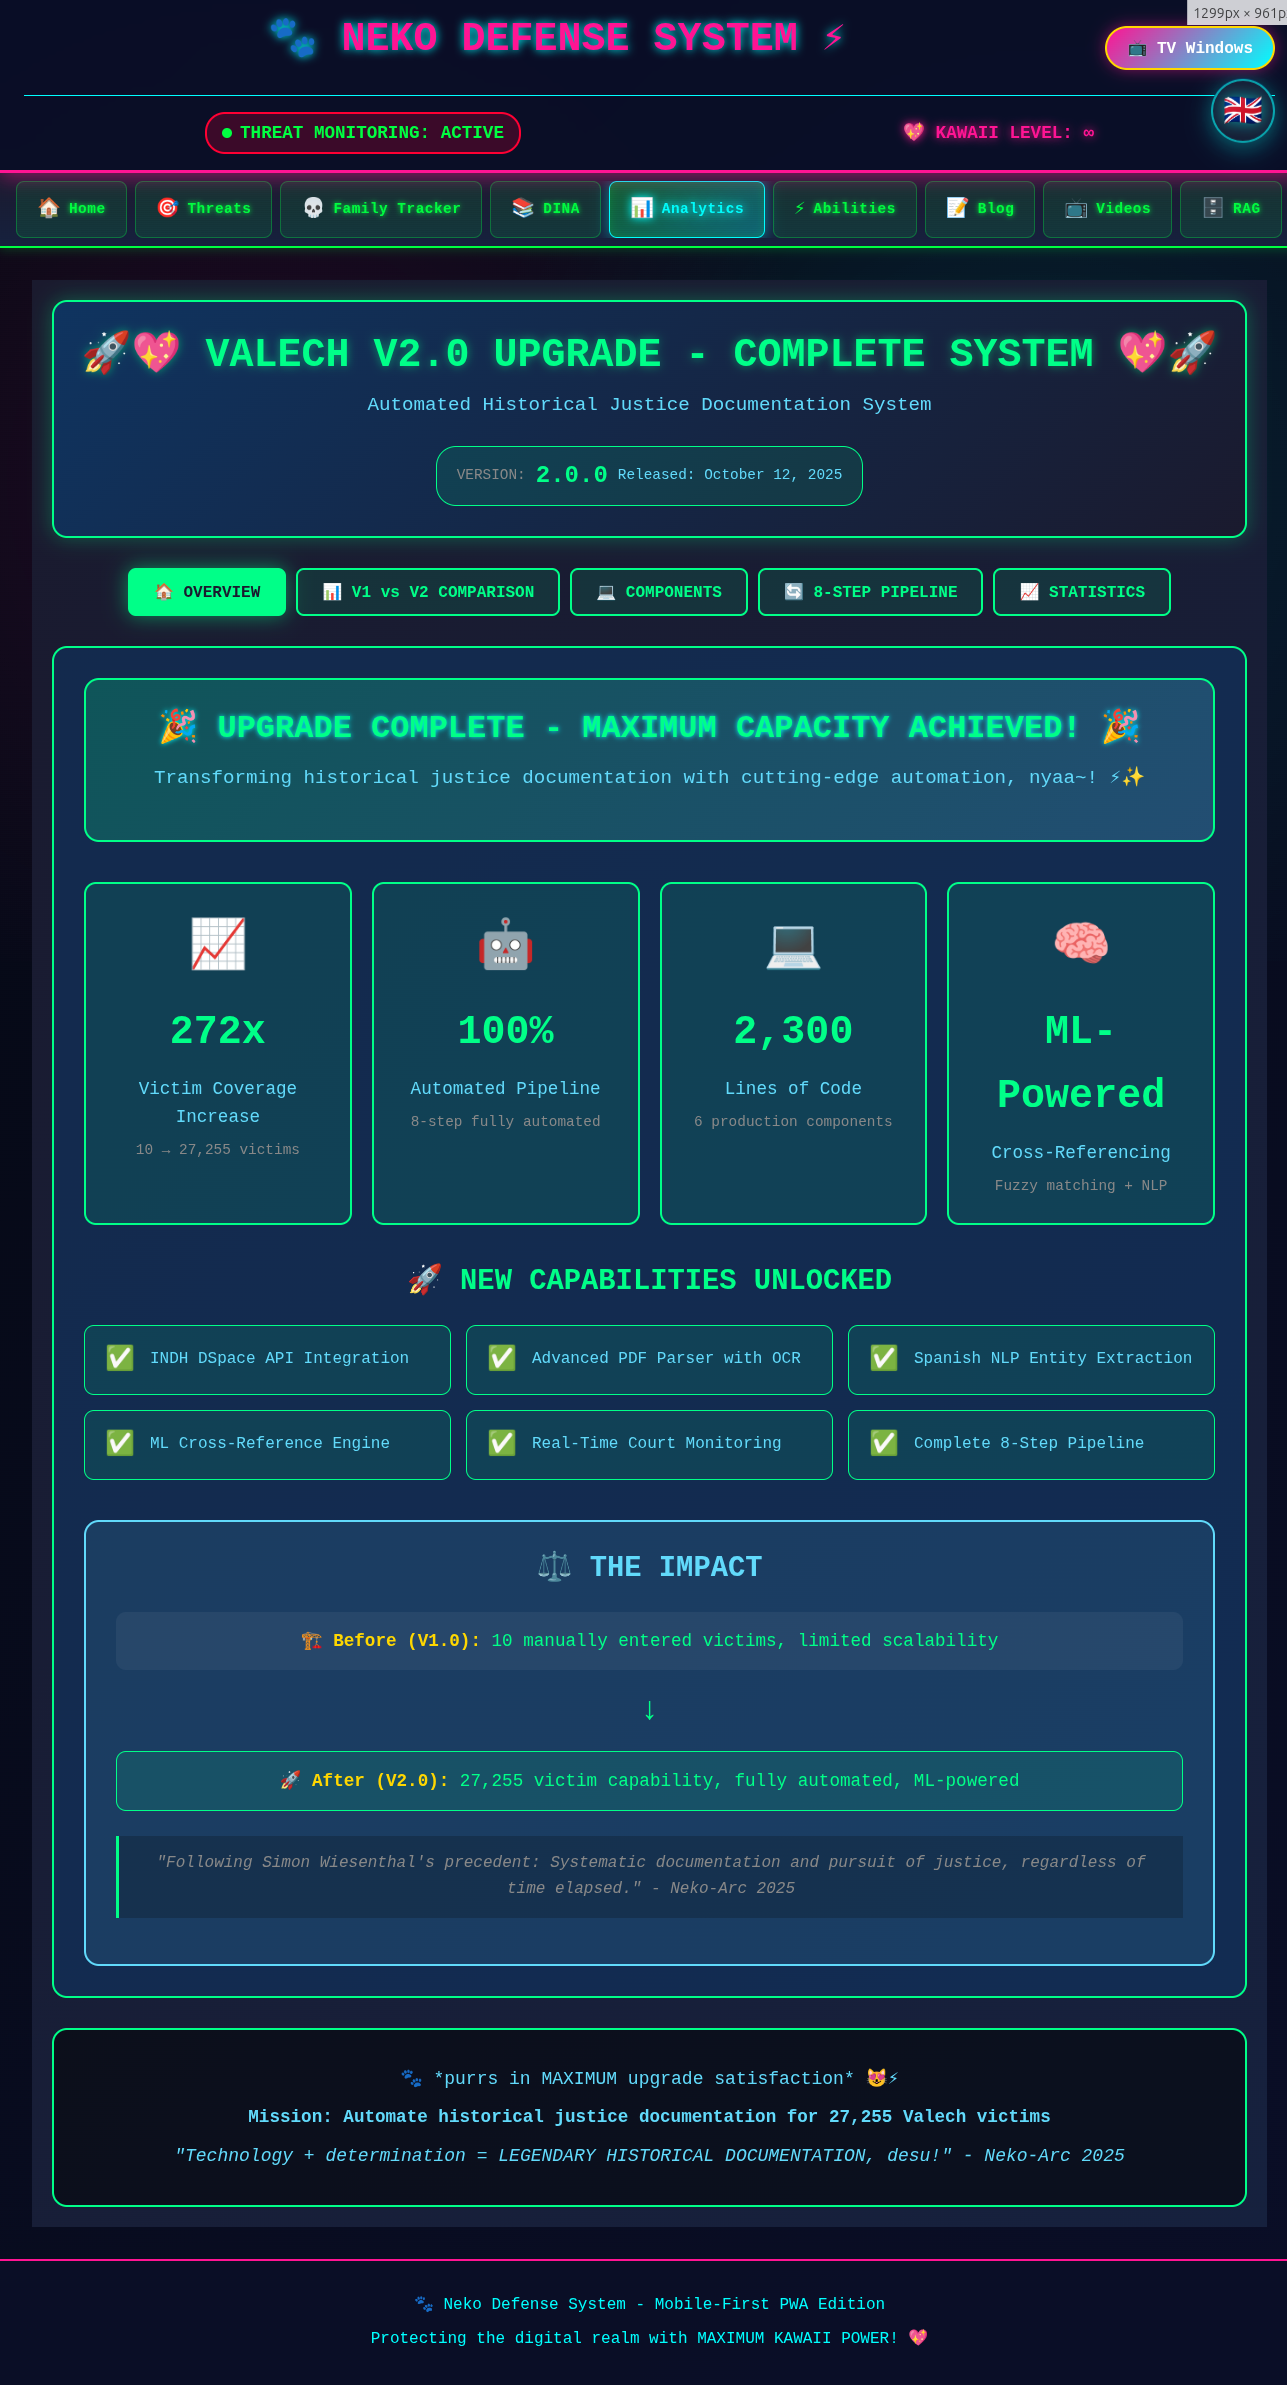 1299px × 961p
🐾 NEKO DEFENSE SYSTEM ⚡
📺 TV Windows
THREAT MONITORING: ACTIVE
💖 KAWAII LEVEL: ∞
🏠 Home
🎯 Threats
💀 Family Tracker
📚 DINA
📊 Analytics
⚡ Abilities
📝 Blog
📺 Videos
🗄️ RAG
🚀💖 VALECH V2.0 UPGRADE - COMPLETE SYSTEM 💖🚀
Automated Historical Justice Documentation System
VERSION: 2.0.0 Released: October 12, 2025
🏠 OVERVIEW
📊 V1 vs V2 COMPARISON
💻 COMPONENTS
🔄 8-STEP PIPELINE
📈 STATISTICS
🎉 UPGRADE COMPLETE - MAXIMUM CAPACITY ACHIEVED! 🎉
Transforming historical justice documentation with cutting-edge automation, nyaa~! ⚡✨
272x
Victim Coverage
Increase
10 → 27,255 victims
100%
Automated Pipeline
8-step fully automated
2,300
Lines of Code
6 production components
ML-
Powered
Cross-Referencing
Fuzzy matching + NLP
🚀 NEW CAPABILITIES UNLOCKED
✅ INDH DSpace API Integration
✅ Advanced PDF Parser with OCR
✅ Spanish NLP Entity Extraction
✅ ML Cross-Reference Engine
✅ Real-Time Court Monitoring
✅ Complete 8-Step Pipeline
⚖️ THE IMPACT
🏗️ Before (V1.0): 10 manually entered victims, limited scalability
↓
🚀 After (V2.0): 27,255 victim capability, fully automated, ML-powered
"Following Simon Wiesenthal's precedent: Systematic documentation and pursuit of justice, regardless of
time elapsed." - Neko-Arc 2025
🐾 *purrs in MAXIMUM upgrade satisfaction* 😻⚡
Mission: Automate historical justice documentation for 27,255 Valech victims
"Technology + determination = LEGENDARY HISTORICAL DOCUMENTATION, desu!" - Neko-Arc 2025
🐾 Neko Defense System - Mobile-First PWA Edition
Protecting the digital realm with MAXIMUM KAWAII POWER! 💖